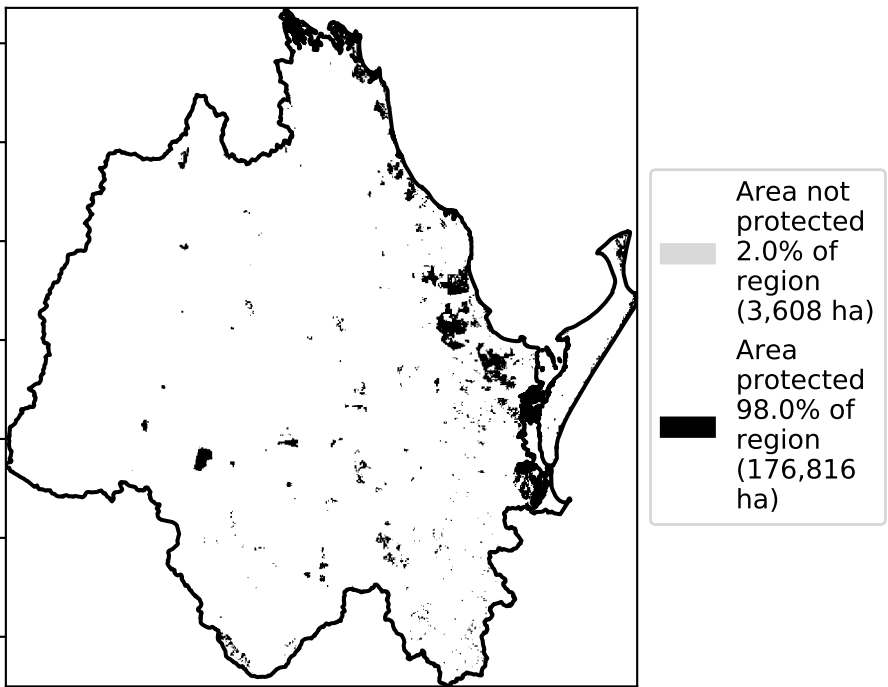 Area not
protected
2.0% of
region
(3,608 ha)
Area
protected
98.0% of
region
(176,816
ha)